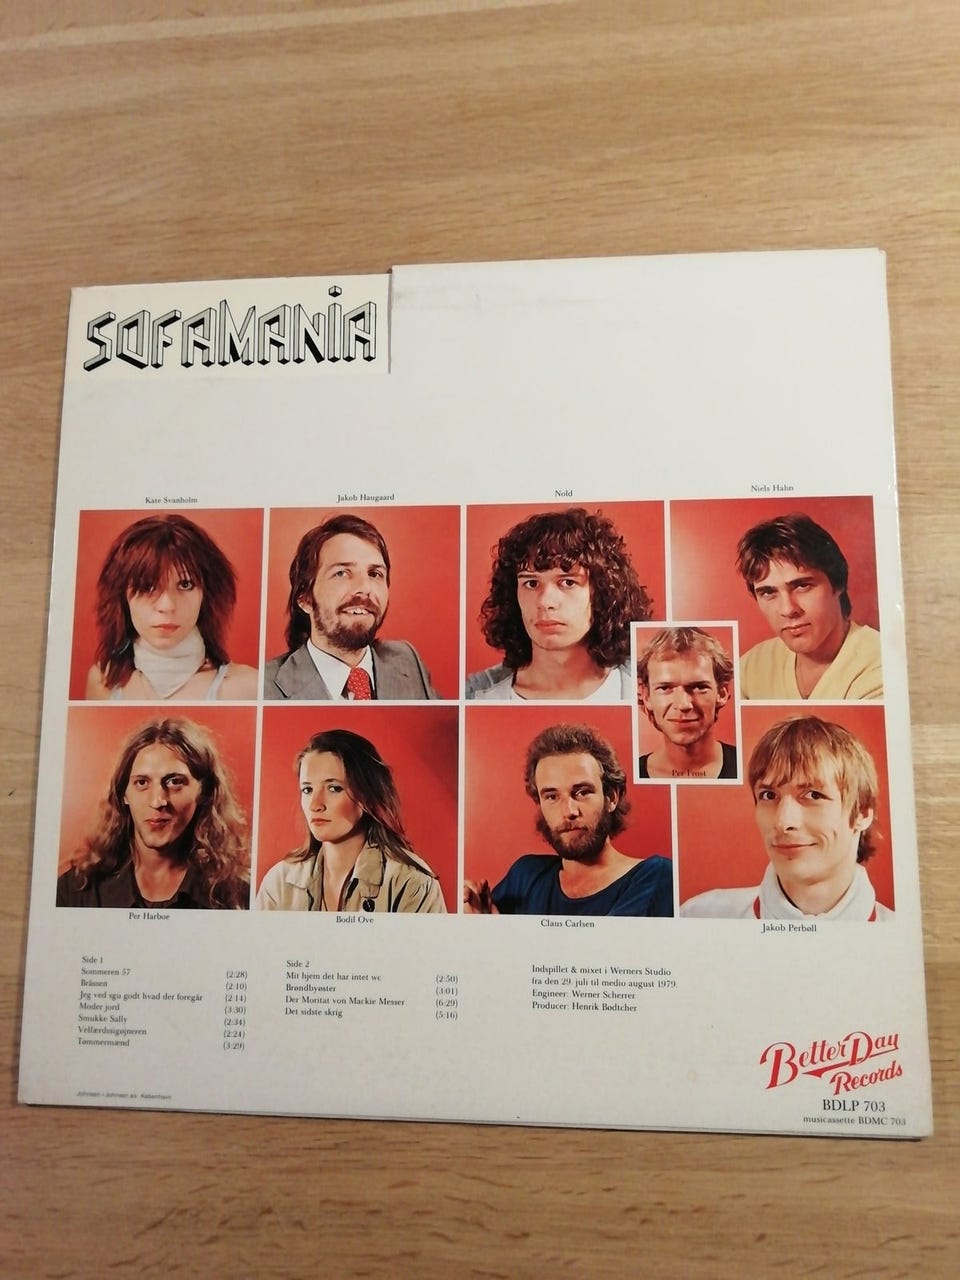 SOFAMANiA
Kate Svanholm
Jakob Haugaard
Nold
Niels Hahn
Per Frost
Per Harboe
Bodil Ove
Claus Carlsen
Jakob Perbøll
Side 1
Sommeren 57 (2:28)
Bråssen (2:10)
Jeg ved sgu godt hvad der foregår (2:14)
Moder jord (3:30)
Smukke Sally (2:34)
Velfærdssigøjneren (2:24)
Tømmermænd (3:29)
Side 2
Mit hjem det har intet wc (2:50)
Brøndbyøster (3:01)
Der Moritat von Mackie Messer (6:29)
Det sidste skrig (5:16)
Indspillet & mixet i Werners Studio
fra den 29. juli til medio august 1979.
Engineer: Werner Scherrer
Producer: Henrik Bødtcher
Better Day
Records
BDLP 703
musicassette BDMC 703
Johnsen + Johnsen a/s · København